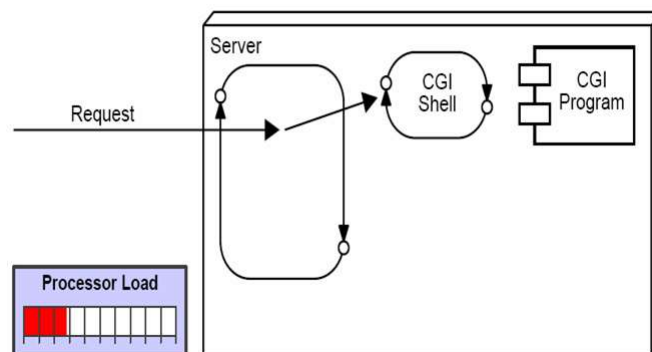 Server
CGI
Shell
CGI
Program
Request
Processor Load